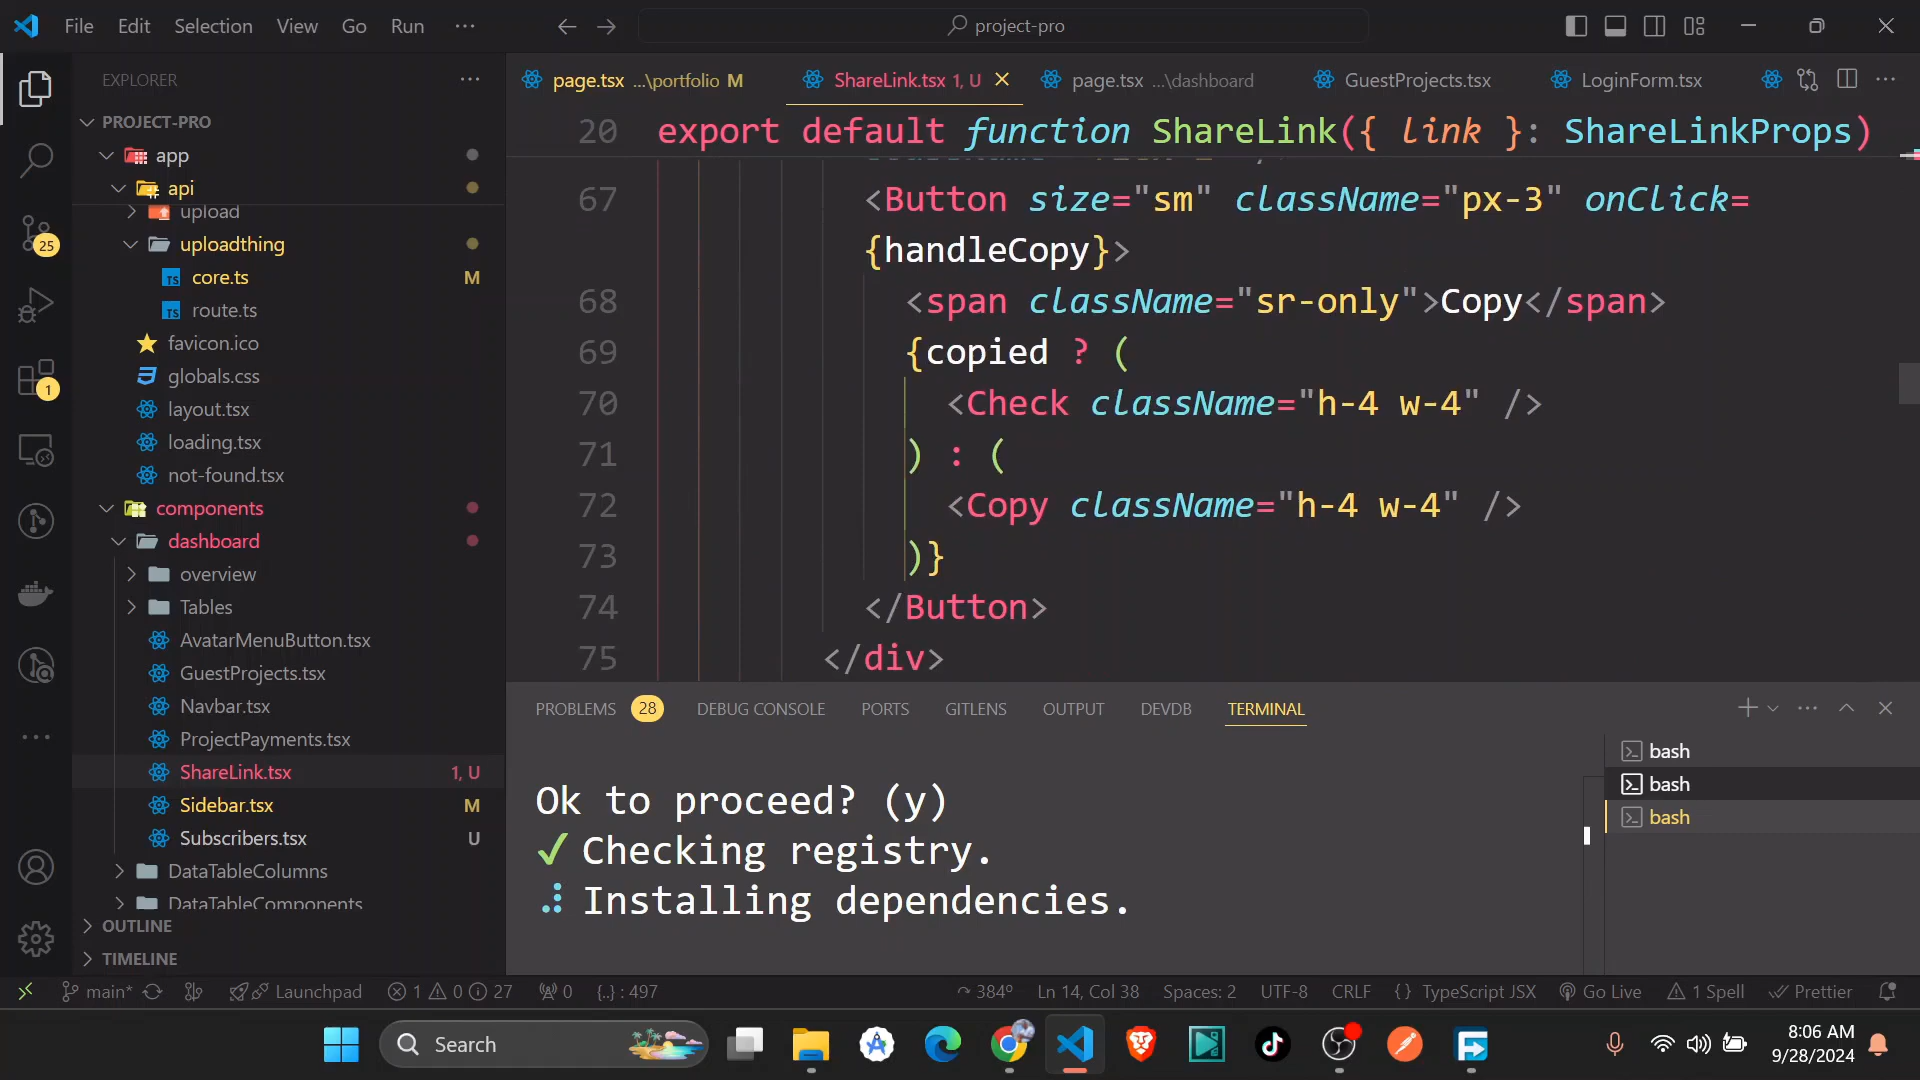 File Edit Selection View Go Run ···
project-pro
EXPLORER
PROJECT-PRO
app
api
upload
uploadthing
core.ts M
route.ts
favicon.ico
globals.css
layout.tsx
loading.tsx
not-found.tsx
components
dashboard
overview
Tables
AvatarMenuButton.tsx
GuestProjects.tsx
Navbar.tsx
ProjectPayments.tsx
ShareLink.tsx 1, U
Sidebar.tsx M
Subscribers.tsx U
DataTableColumns
DataTableComponents
OUTLINE
TIMELINE
25
1
page.tsx ...\portfolio M
ShareLink.tsx 1, U
page.tsx ...\dashboard
GuestProjects.tsx
LoginForm.tsx
20 export default function ShareLink({ link }: ShareLinkProps)
67 <Button size="sm" className="px-3" onClick=
{handleCopy}>
68 <span className="sr-only">Copy</span>
69 {copied ? (
70 <Check className="h-4 w-4" />
71 ) : (
72 <Copy className="h-4 w-4" />
73 )}
74 </Button>
75 </div>
PROBLEMS 28 DEBUG CONSOLE PORTS GITLENS OUTPUT DEVDB TERMINAL
Ok to proceed? (y)
✔ Checking registry.
Installing dependencies.
bash
bash
bash
main* Launchpad 1 0 27 0 {..} : 497 384° Ln 14, Col 38 Spaces: 2 UTF-8 CRLF {} TypeScript JSX Go Live 1 Spell Prettier
Search
8:06 AM
9/28/2024